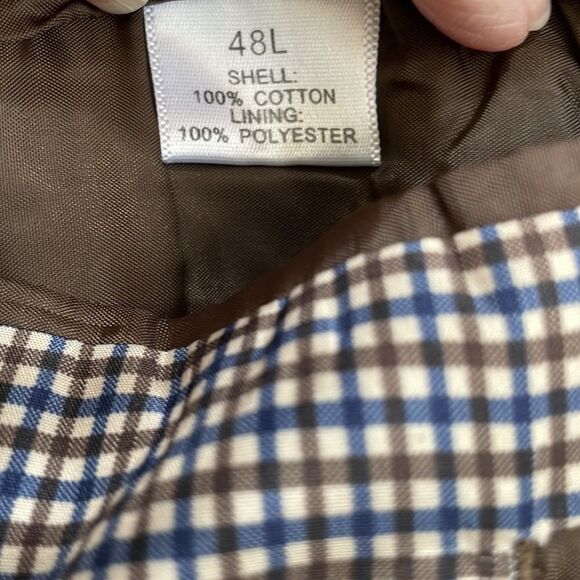 48L
SHELL:
100% COTTON
LINING:
100% POLYESTER